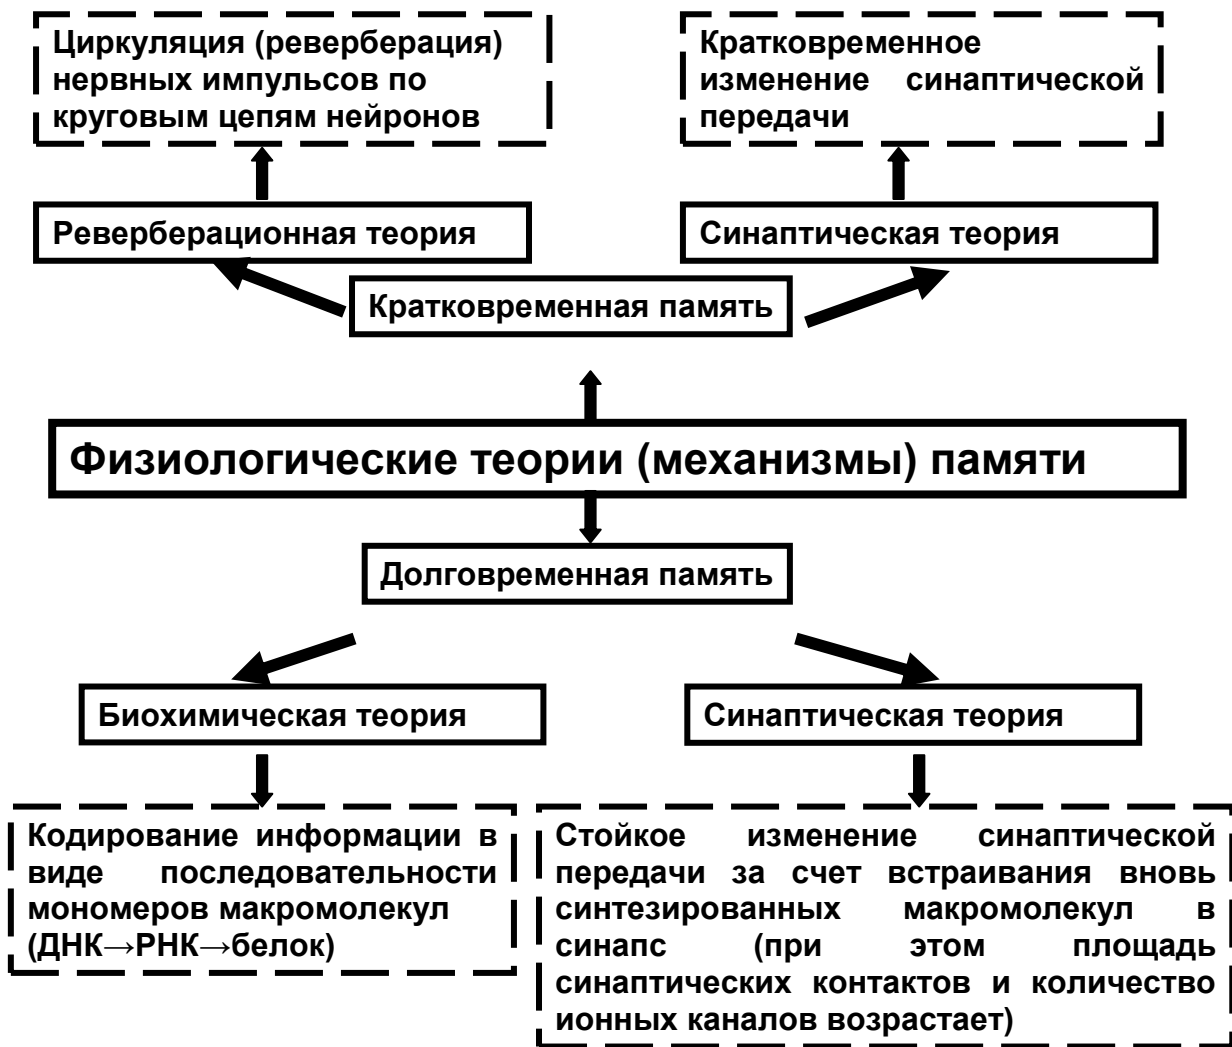 Циркуляция (реверберация)
нервных импульсов по
круговым цепям нейронов
Кратковременное
изменение синаптической
передачи
Реверберационная теория
Синаптическая теория
Кратковременная память
Физиологические теории (механизмы) памяти
Долговременная память
Биохимическая теория
Синаптическая теория
Кодирование информации в
виде последовательности
мономеров макромолекул
(ДНК→РНК→белок)
Стойкое изменение синаптической
передачи за счет встраивания вновь
синтезированных макромолекул в
синапс (при этом площадь
синаптических контактов и количество
ионных каналов возрастает)